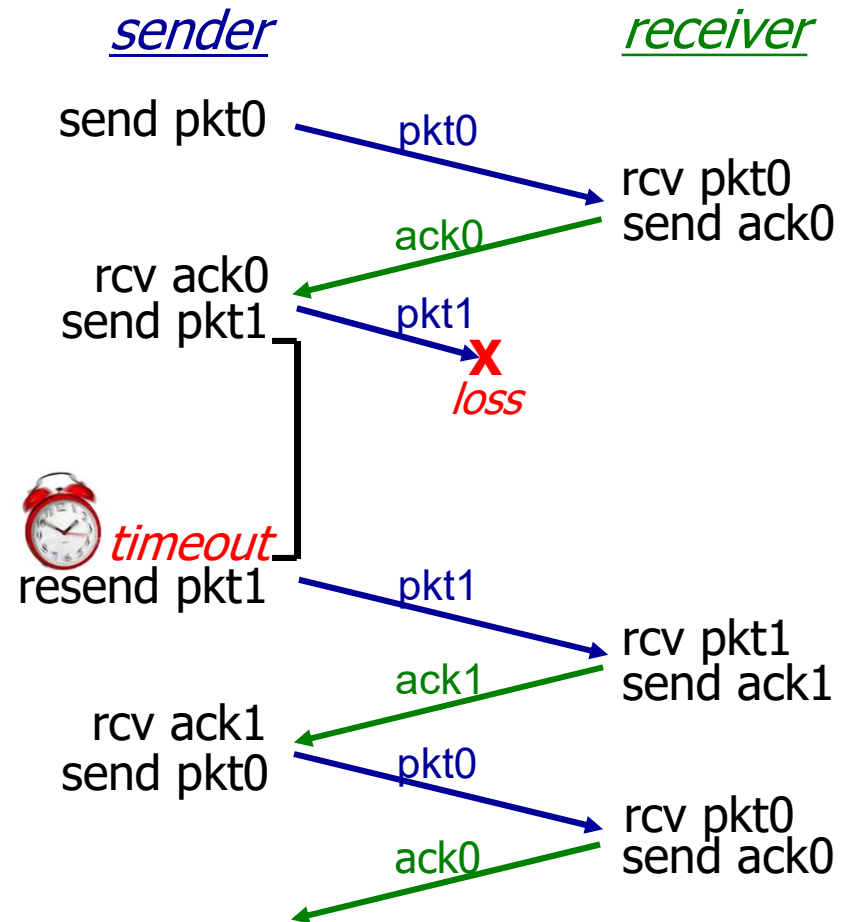 sender
receiver
send pkt0
pkt0
rcv pkt0
send ack0
ack0
rcv ack0
send pkt1
pkt1
X
loss
timeout
resend pkt1
pkt1
rcv pkt1
send ack1
ack1
rcv ack1
send pkt0
pkt0
rcv pkt0
send ack0
ack0